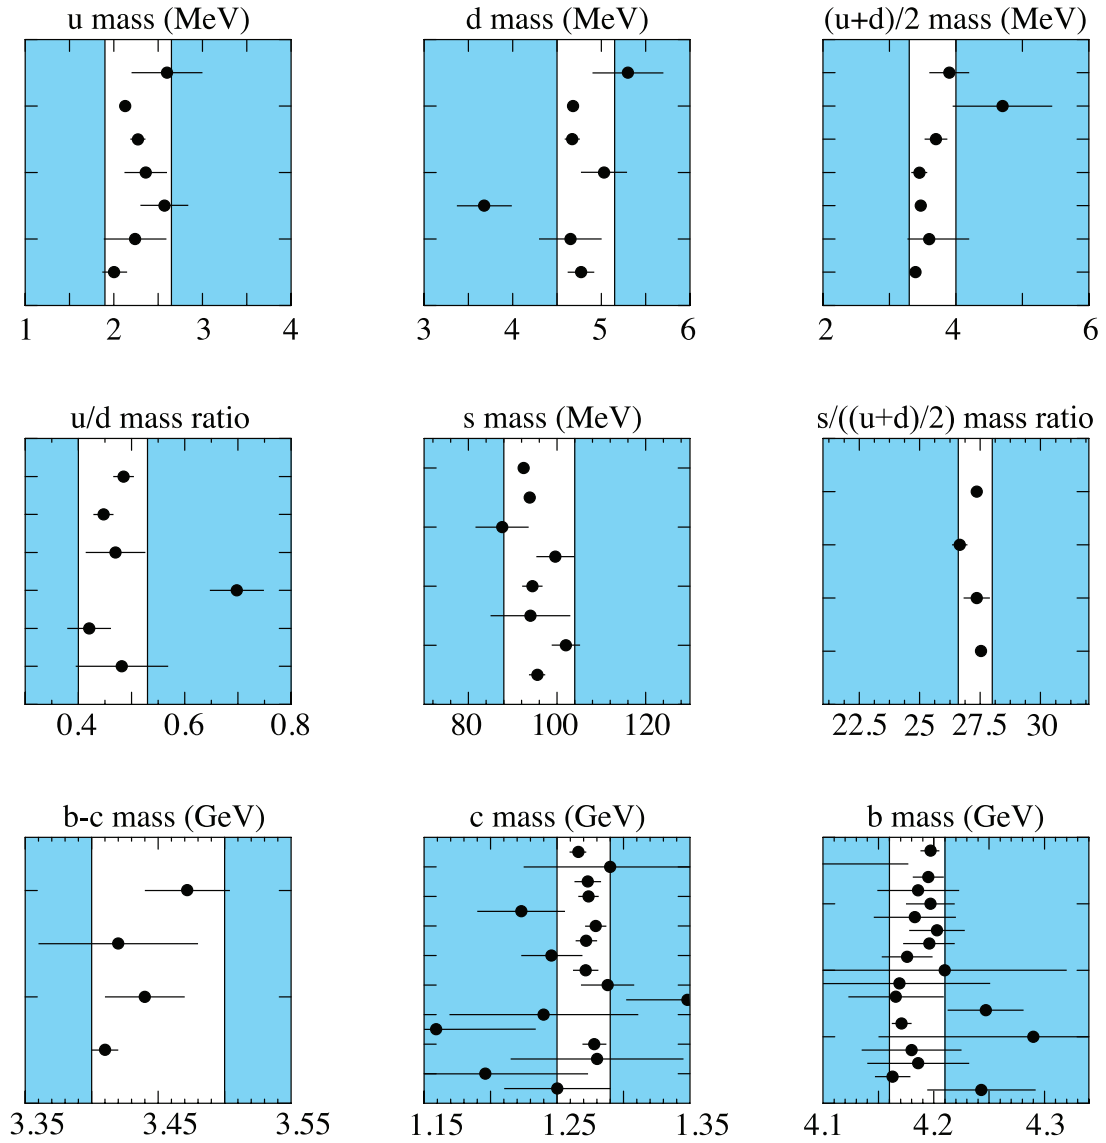 u mass (MeV) d mass (MeV) (u+d)/2 mass (MeV)
1 2 3 4 3 4 5 6 2 4 6
u/d mass ratio s mass (MeV) s/((u+d)/2) mass ratio
0.4 0.6 0.8 80 100 120 22.5 25 27.5 30
b-c mass (GeV) c mass (GeV) b mass (GeV)
3.35 3.45 3.55 1.15 1.25 1.35 4.1 4.2 4.3